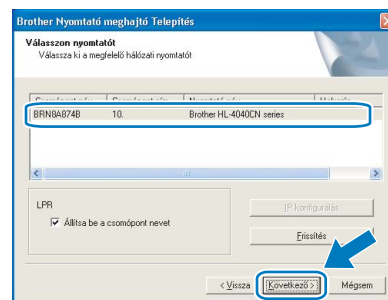 Brother Nyomtató meghajtó Telepítés
Válasszon nyomtatót
Válassza ki a megfelelő hálózati nyomtatót
BRN8A874B 10. Brother HL-4040CN series
LPR
Állítsa be a csomópont nevet
IP konfigurálás
Frissítés
< Vissza Következő > Mégsem